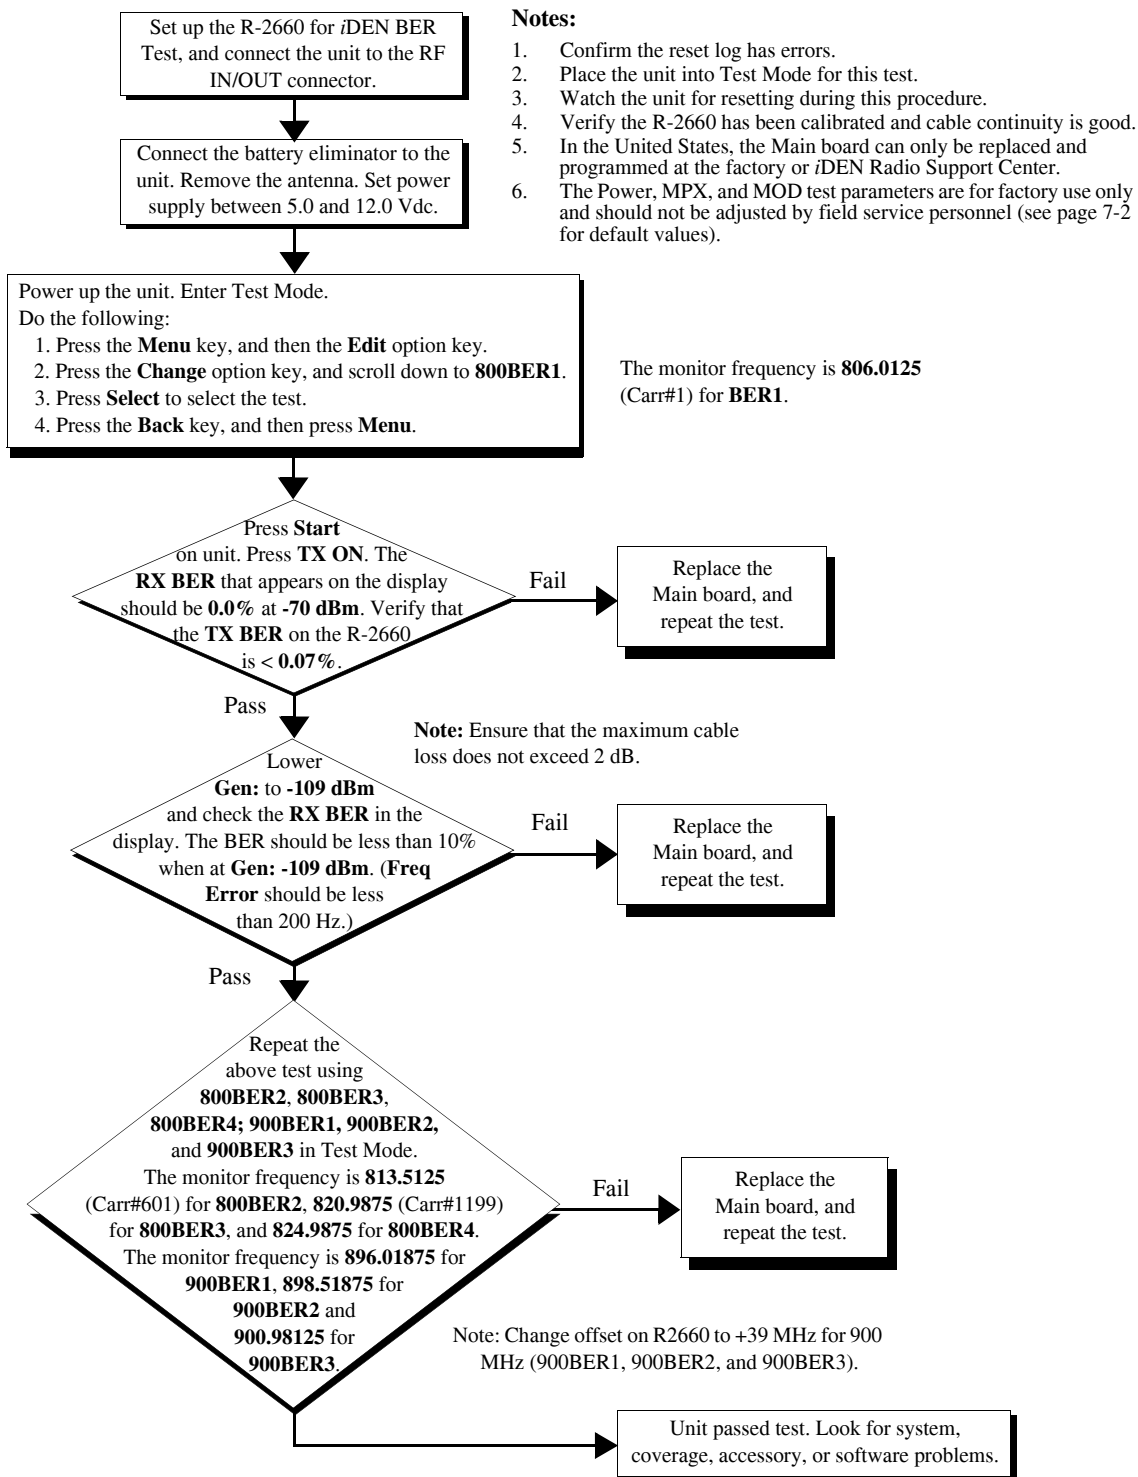 Set up the R-2660 for iDEN BER
Test, and connect the unit to the RF
IN/OUT connector.
Notes:
1. Confirm the reset log has errors.
2. Place the unit into Test Mode for this test.
3. Watch the unit for resetting during this procedure.
4. Verify the R-2660 has been calibrated and cable continuity is good.
5. In the United States, the Main board can only be replaced and
programmed at the factory or iDEN Radio Support Center.
6. The Power, MPX, and MOD test parameters are for factory use only
and should not be adjusted by field service personnel (see page 7-2
for default values).
Connect the battery eliminator to the
unit. Remove the antenna. Set power
supply between 5.0 and 12.0 Vdc.
Power up the unit. Enter Test Mode.
Do the following:
1. Press the Menu key, and then the Edit option key.
2. Press the Change option key, and scroll down to 800BER1.
3. Press Select to select the test.
4. Press the Back key, and then press Menu.
The monitor frequency is 806.0125
(Carr#1) for BER1.
Press Start
on unit. Press TX ON. The
RX BER that appears on the display
should be 0.0% at -70 dBm. Verify that
the TX BER on the R-2660
is < 0.07%.
Fail
Replace the
Main board, and
repeat the test.
Pass
Note: Ensure that the maximum cable
loss does not exceed 2 dB.
Lower
Gen: to -109 dBm
and check the RX BER in the
display. The BER should be less than 10%
when at Gen: -109 dBm. (Freq
Error should be less
than 200 Hz.)
Fail
Replace the
Main board, and
repeat the test.
Pass
Repeat the
above test using
800BER2, 800BER3,
800BER4; 900BER1, 900BER2,
and 900BER3 in Test Mode.
The monitor frequency is 813.5125
(Carr#601) for 800BER2, 820.9875 (Carr#1199)
for 800BER3, and 824.9875 for 800BER4.
The monitor frequency is 896.01875 for
900BER1, 898.51875 for
900BER2 and
900.98125 for
900BER3.
Fail
Replace the
Main board, and
repeat the test.
Note: Change offset on R2660 to +39 MHz for 900
MHz (900BER1, 900BER2, and 900BER3).
Unit passed test. Look for system,
coverage, accessory, or software problems.